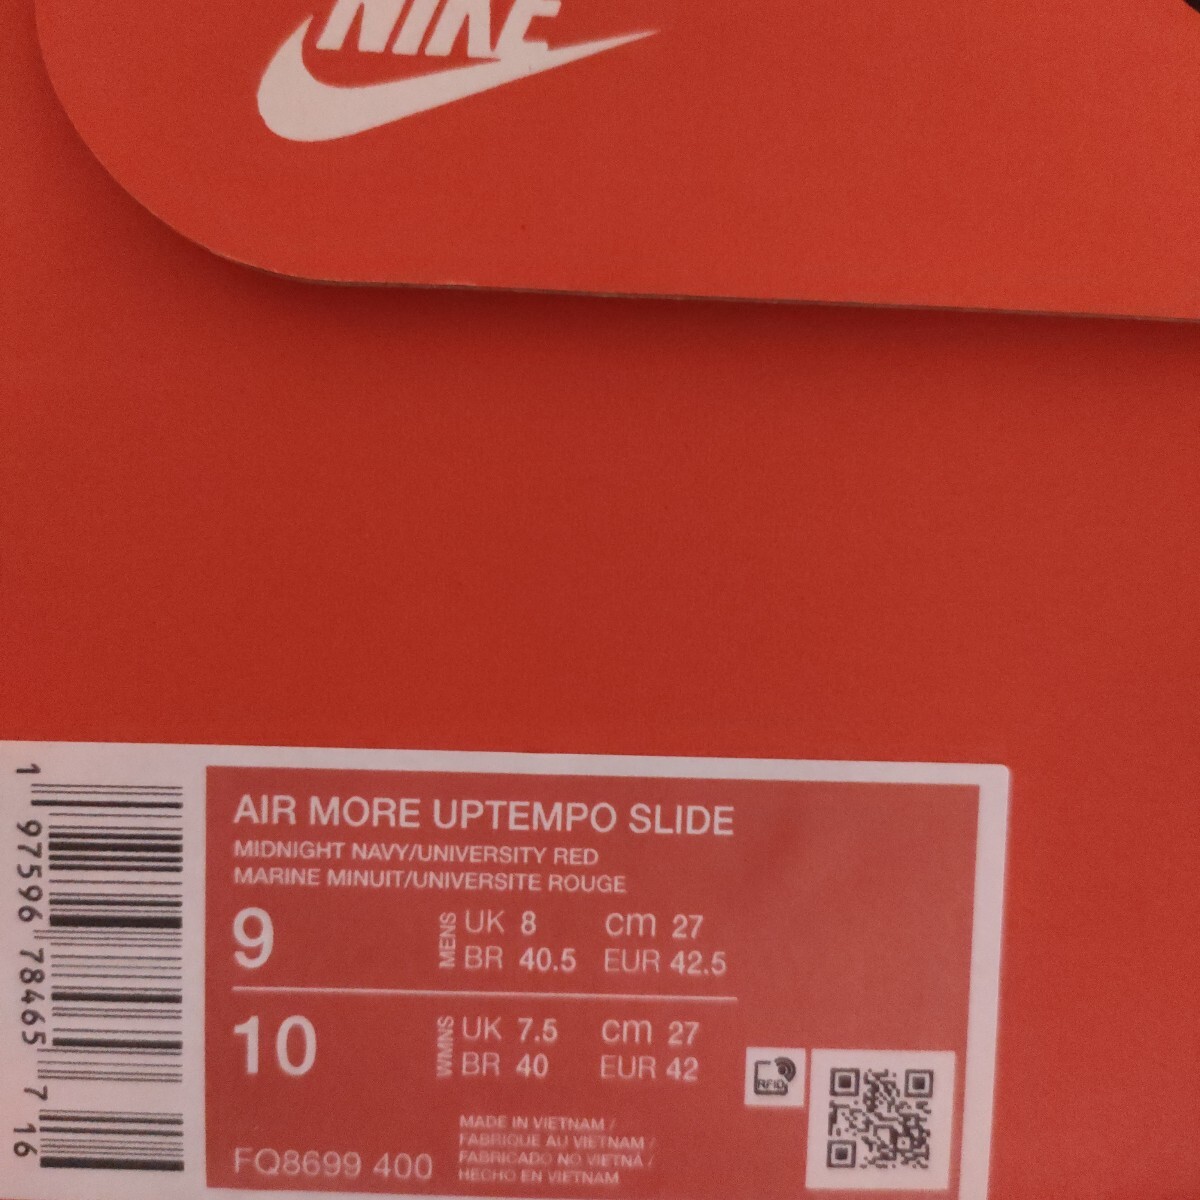 NIKE
AIR MORE UPTEMPO SLIDE
MIDNIGHT NAVY/UNIVERSITY RED
MARINE MINUIT/UNIVERSITE ROUGE
9 MENS UK 8 cm 27
BR 40.5 EUR 42.5
10 WMNS UK 7.5 cm 27
BR 40 EUR 42
RFID
MADE IN VIETNAM /
FABRIQUE AU VIETNAM /
FABRICADO NO VIETNÃ /
HECHO EN VIETNAM
FQ8699 400
1 97596 78465 7 16